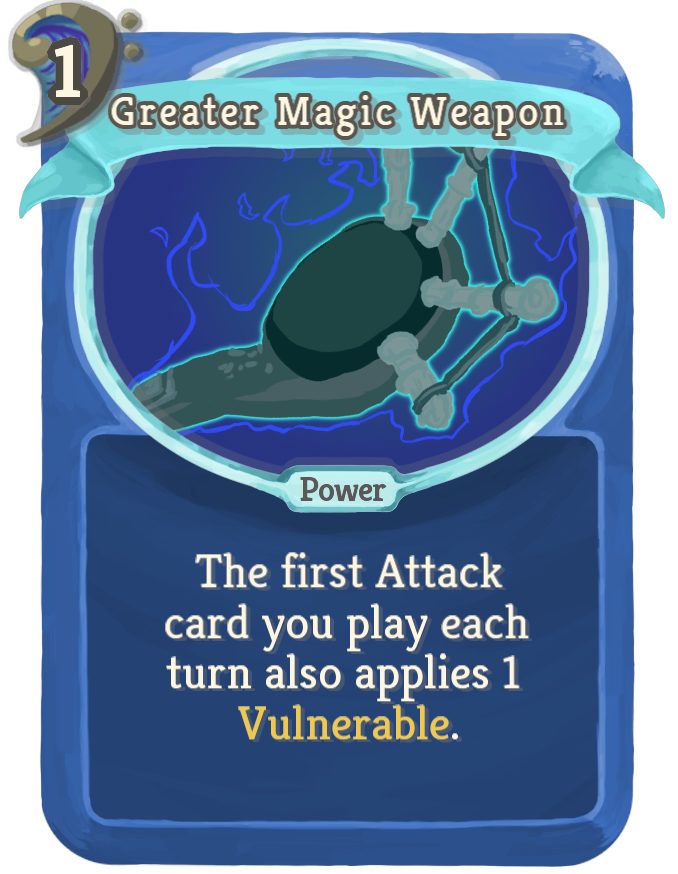 1
Greater Magic Weapon
Power
The first Attack
card you play each
turn also applies 1
Vulnerable.